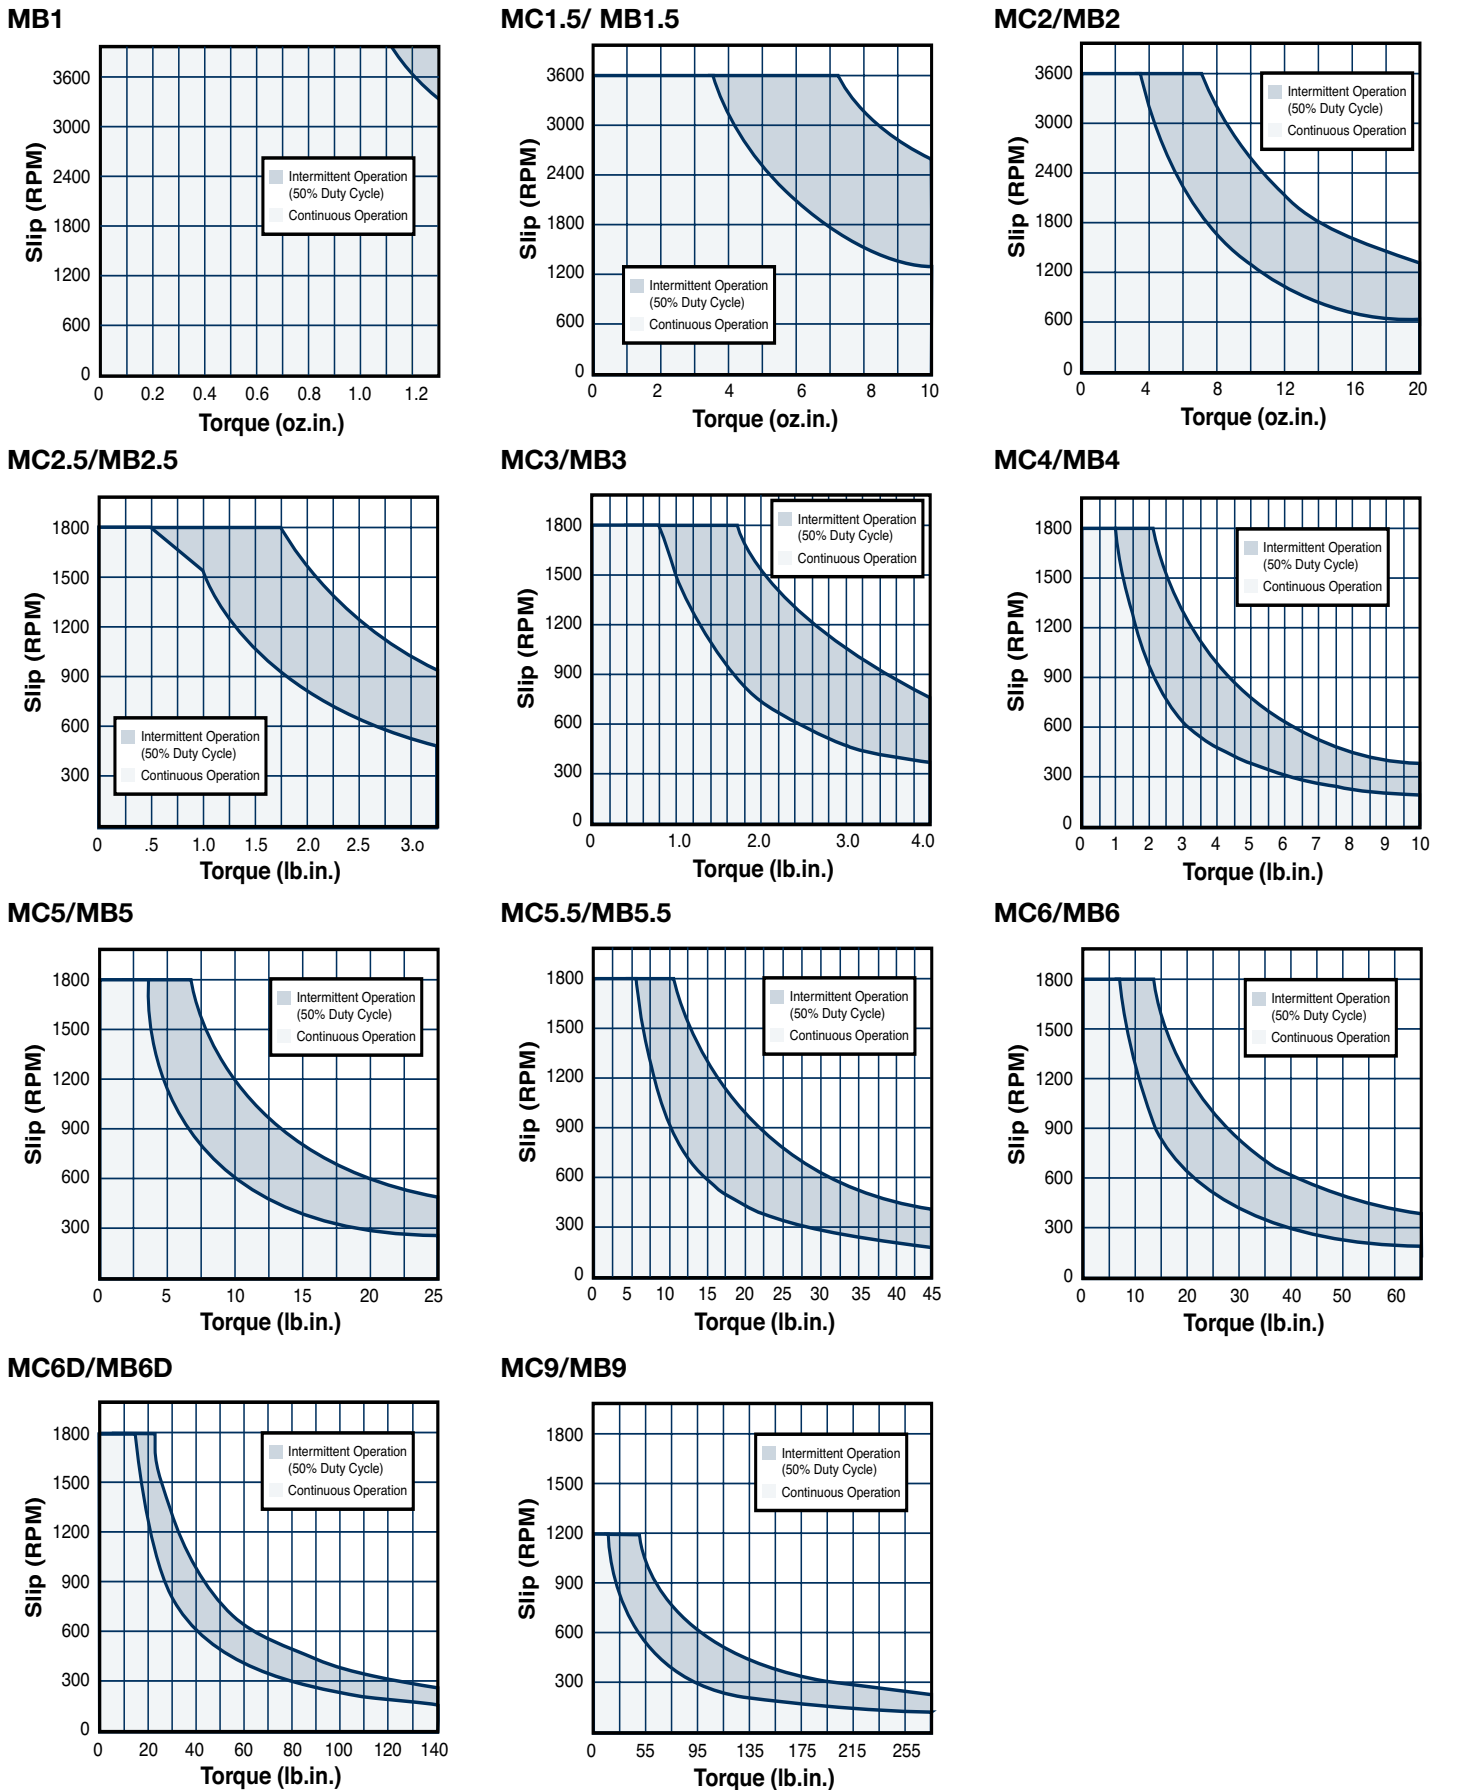 MB1
3600
3000
2400
1800
1200
600
0
Slip (RPM)
Intermittent Operation
(50% Duty Cycle)
Continuous Operation
0 0.2 0.4 0.6 0.8 1.0 1.2
Torque (oz.in.)
MC1.5/ MB1.5
3600
3000
2400
1800
1200
600
0
Slip (RPM)
Intermittent Operation
(50% Duty Cycle)
Continuous Operation
0 2 4 6 8 10
Torque (oz.in.)
MC2/MB2
3600
3000
2400
1800
1200
600
0
Slip (RPM)
Intermittent Operation
(50% Duty Cycle)
Continuous Operation
0 4 8 12 16 20
Torque (oz.in.)
MC2.5/MB2.5
1800
1500
1200
900
600
300
Slip (RPM)
Intermittent Operation
(50% Duty Cycle)
Continuous Operation
0 .5 1.0 1.5 2.0 2.5 3.0
Torque (lb.in.)
MC3/MB3
1800
1500
1200
900
600
300
0
Slip (RPM)
Intermittent Operation
(50% Duty Cycle)
Continuous Operation
0 1.0 2.0 3.0 4.0
Torque (lb.in.)
MC4/MB4
1800
1500
1200
900
600
300
0
Slip (RPM)
Intermittent Operation
(50% Duty Cycle)
Continuous Operation
0 1 2 3 4 5 6 7 8 9 10
Torque (lb.in.)
MC5/MB5
1800
1500
1200
900
600
300
Slip (RPM)
Intermittent Operation
(50% Duty Cycle)
Continuous Operation
0 5 10 15 20 25
Torque (lb.in.)
MC5.5/MB5.5
1800
1500
1200
900
600
300
0
Slip (RPM)
Intermittent Operation
(50% Duty Cycle)
Continuous Operation
0 5 10 15 20 25 30 35 40 45
Torque (lb.in.)
MC6/MB6
1800
1500
1200
900
600
300
0
Slip (RPM)
Intermittent Operation
(50% Duty Cycle)
Continuous Operation
0 10 20 30 40 50 60
Torque (lb.in.)
MC6D/MB6D
1800
1500
1200
900
600
300
0
Slip (RPM)
Intermittent Operation
(50% Duty Cycle)
Continuous Operation
0 20 40 60 80 100 120 140
Torque (lb.in.)
MC9/MB9
1800
1500
1200
900
600
300
Slip (RPM)
Intermittent Operation
(50% Duty Cycle)
Continuous Operation
0 55 95 135 175 215 255
Torque (lb.in.)